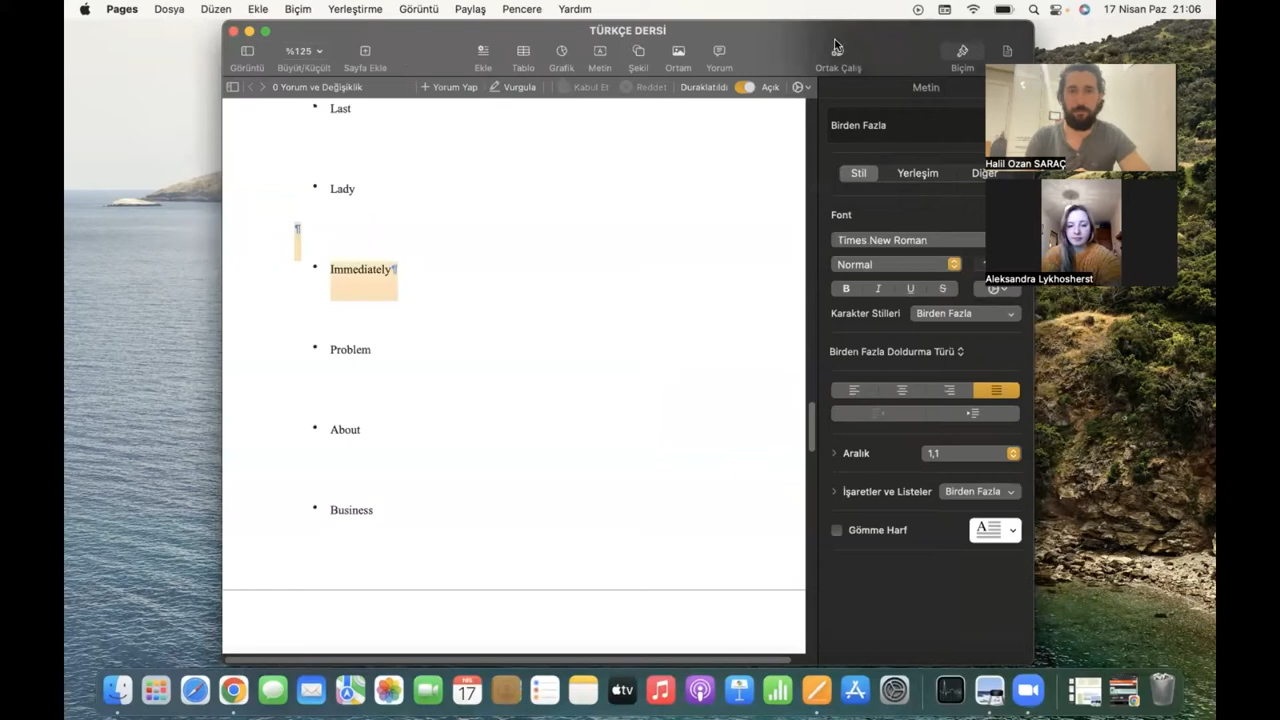 Pages Dosya Düzen Ekle Biçim Yerleştirme Görüntü Paylaş Pencere Yardım 17 Nisan Paz 21:06
TÜRKÇE DERSİ
%125
Görüntü Büyüt/Küçült Sayfa Ekle Ekle Tablo Grafik Metin Şekil Ortam Yorum Ortak Çalış Biçim
0 Yorum ve Değişiklik + Yorum Yap Vurgula Kabul Et Reddet Duraklatıldı Açık
Metin
• Last
• Lady
¶
• Immediately¶
• Problem
• About
• Business
Birden Fazla
Stil Yerleşim Diğer
Font
Times New Roman
Normal
B I U S
Karakter Stilleri Birden Fazla
Birden Fazla Doldurma Türü
Aralık 1,1
İşaretler ve Listeler Birden Fazla
Gömme Harf A
Halil Ozan SARAÇ
Aleksandra Lykhosherst
17
tv